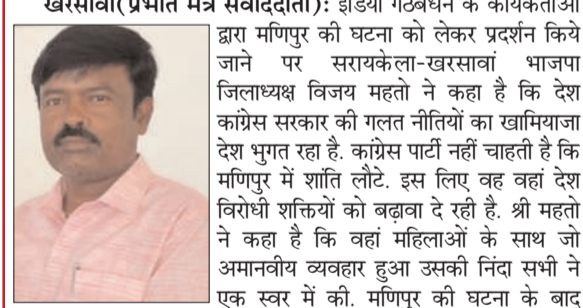 खरसावां(प्रभात मंत्र संवाददाता): इंडिया गठबंधन के कार्यकर्ताओं
द्वारा मणिपुर की घटना को लेकर प्रदर्शन किये
जाने पर सरायकेला-खरसावां भाजपा
जिलाध्यक्ष विजय महतो ने कहा है कि देश
कांग्रेस सरकार की गलत नीतियों का खामियाजा
देश भुगत रहा है. कांग्रेस पार्टी नहीं चाहती है कि
मणिपुर में शांति लौटे. इस लिए वह वहां देश
विरोधी शक्तियों को बढ़ावा दे रही है. श्री महतो
ने कहा है कि वहां महिलाओं के साथ जो
अमानवीय व्यवहार हुआ उसकी निंदा सभी ने
एक स्वर में की. मणिपुर की घटना के बाद